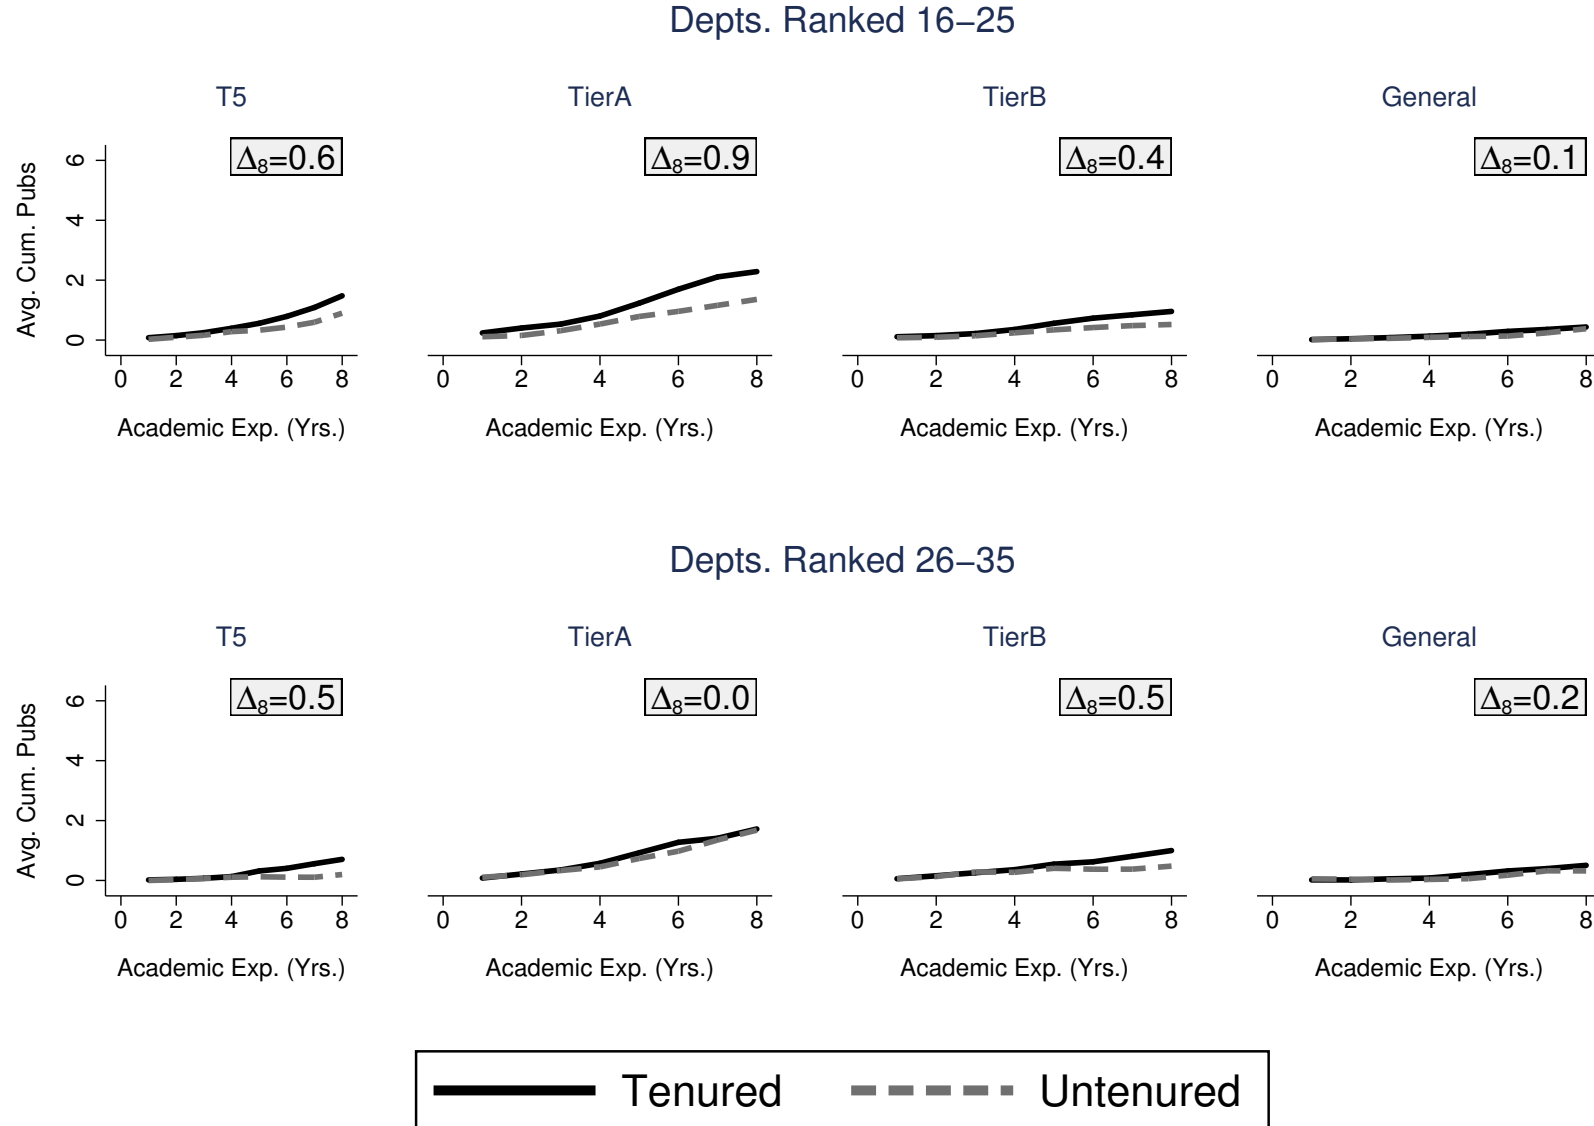 Depts. Ranked 16–25
T5 TierA TierB General
Δ8=0.6 Δ8=0.9 Δ8=0.4 Δ8=0.1
Avg. Cum. Pubs
6
4
2
0
0 2 4 6 8 0 2 4 6 8 0 2 4 6 8 0 2 4 6 8
Academic Exp. (Yrs.) Academic Exp. (Yrs.) Academic Exp. (Yrs.) Academic Exp. (Yrs.)
Depts. Ranked 26–35
T5 TierA TierB General
Δ8=0.5 Δ8=0.0 Δ8=0.5 Δ8=0.2
Avg. Cum. Pubs
6
4
2
0
0 2 4 6 8 0 2 4 6 8 0 2 4 6 8 0 2 4 6 8
Academic Exp. (Yrs.) Academic Exp. (Yrs.) Academic Exp. (Yrs.) Academic Exp. (Yrs.)
Tenured Untenured